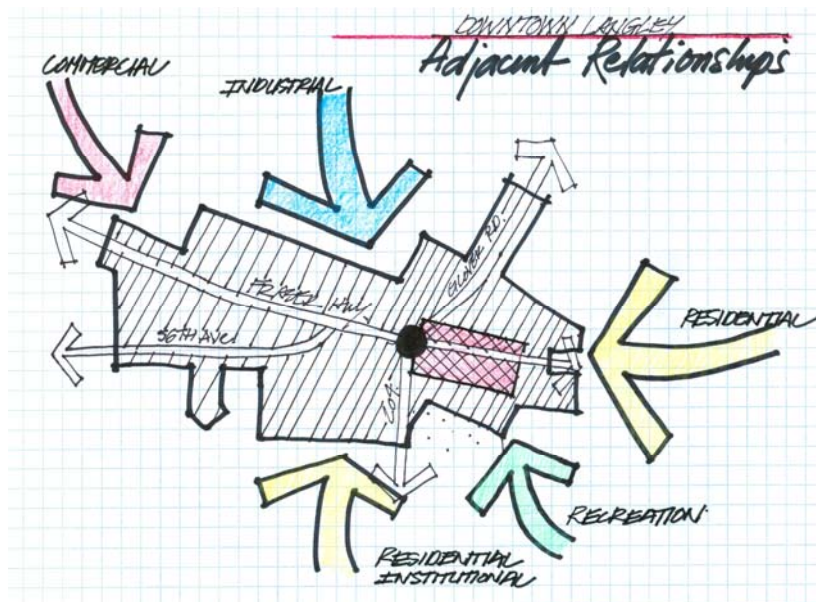 DOWNTOWN LANGLEY
Adjacent Relationships
COMMERCIAL
INDUSTRIAL
GLOVER RD.
FRASER HWY.
RESIDENTIAL
56TH AVE.
RECREATION
RESIDENTIAL
INSTITUTIONAL